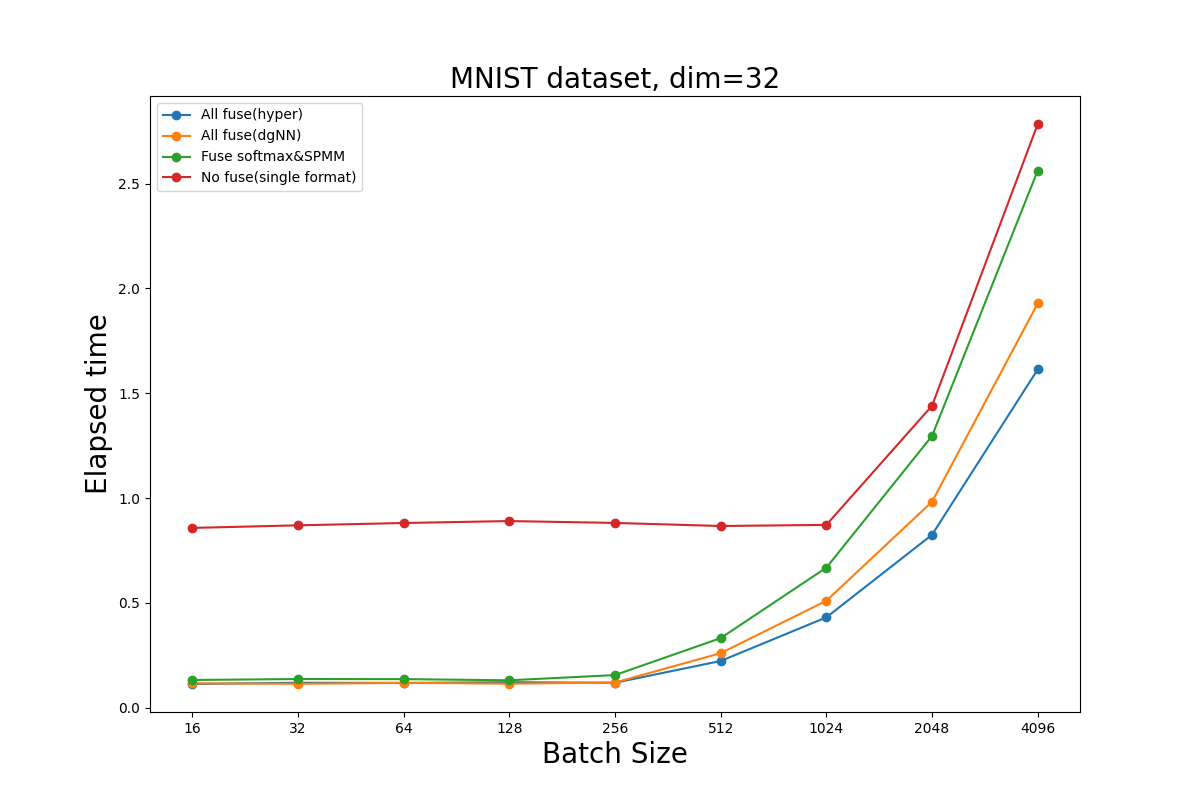 MNIST dataset, dim=32
All fuse(hyper)
All fuse(dgNN)
Fuse softmax&SPMM
No fuse(single format)
Elapsed time
2.5
2.0
1.5
1.0
0.5
0.0
16 32 64 128 256 512 1024 2048 4096
Batch Size